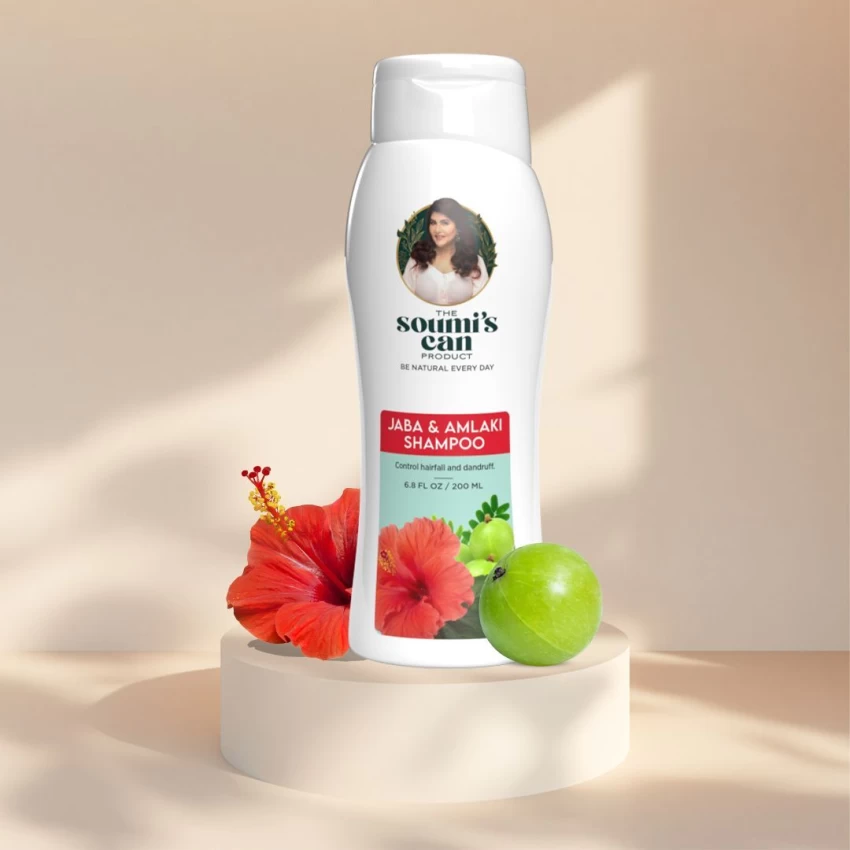 THE
soumi's
can
PRODUCT
BE NATURAL EVERY DAY
JABA & AMLAKI
SHAMPOO
Control hairfall and dandruff.
6.8 FL OZ / 200 ML